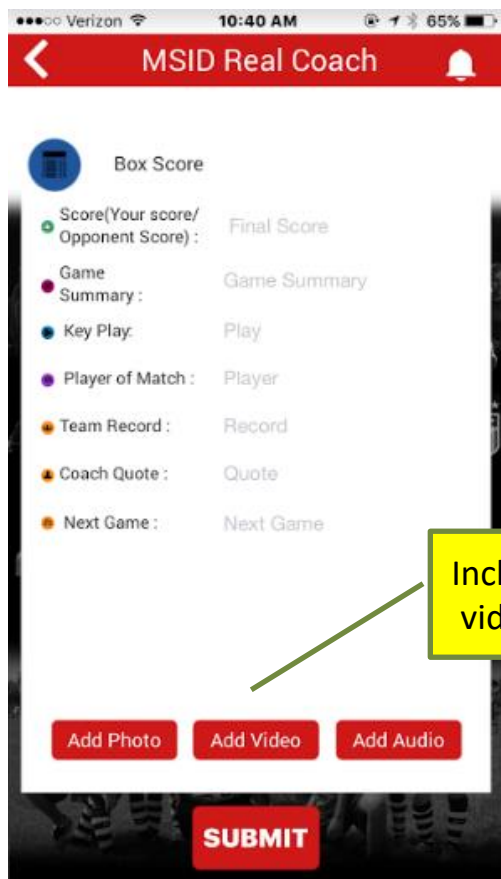 Verizon 10:40 AM 65%
MSID Real Coach
Box Score
Score(Your score/
Opponent Score) : Final Score
Game
Summary : Game Summary
Key Play: Play
Player of Match : Player
Team Record : Record
Coach Quote : Quote
Next Game : Next Game
Add Photo Add Video Add Audio
SUBMIT